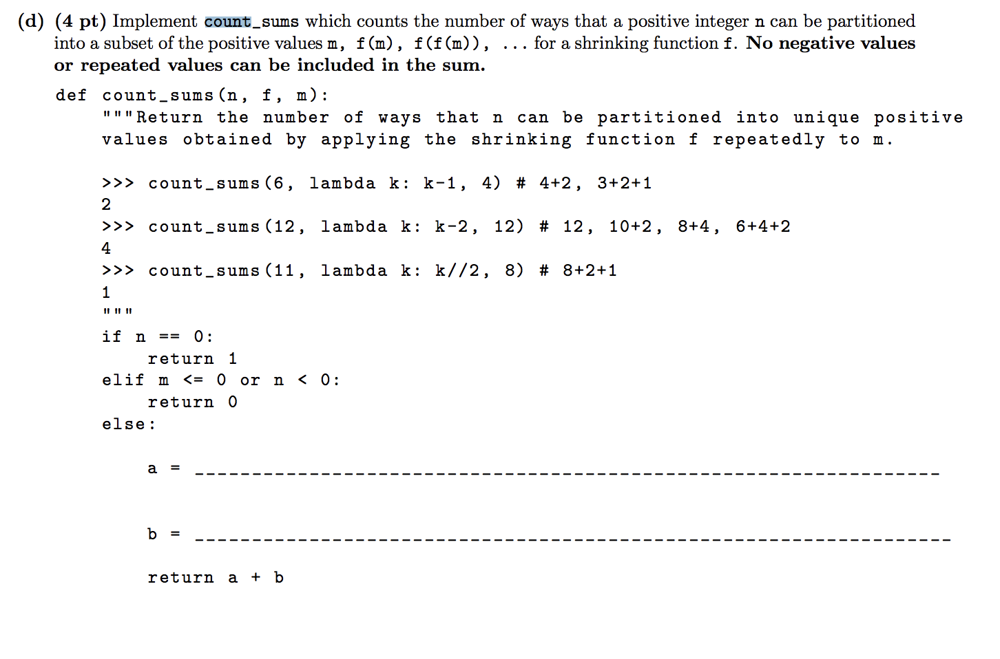 (d) (4 pt) Implement count_sums which counts the number of ways that a positive integer n can be partitioned
into a subset of the positive values m, f(m), f(f(m)), ... for a shrinking function f. No negative values
or repeated values can be included in the sum.
def count_sums(n, f, m):
"""Return the number of ways that n can be partitioned into unique positive
values obtained by applying the shrinking function f repeatedly to m.
>>> count_sums(6, lambda k: k-1, 4) # 4+2, 3+2+1
2
>>> count_sums(12, lambda k: k-2, 12) # 12, 10+2, 8+4, 6+4+2
4
>>> count_sums(11, lambda k: k//2, 8) # 8+2+1
1
"""
if n == 0:
return 1
elif m <= 0 or n < 0:
return 0
else:
a = _________________________________________________________________
b = __________________________________________________________________
return a + b